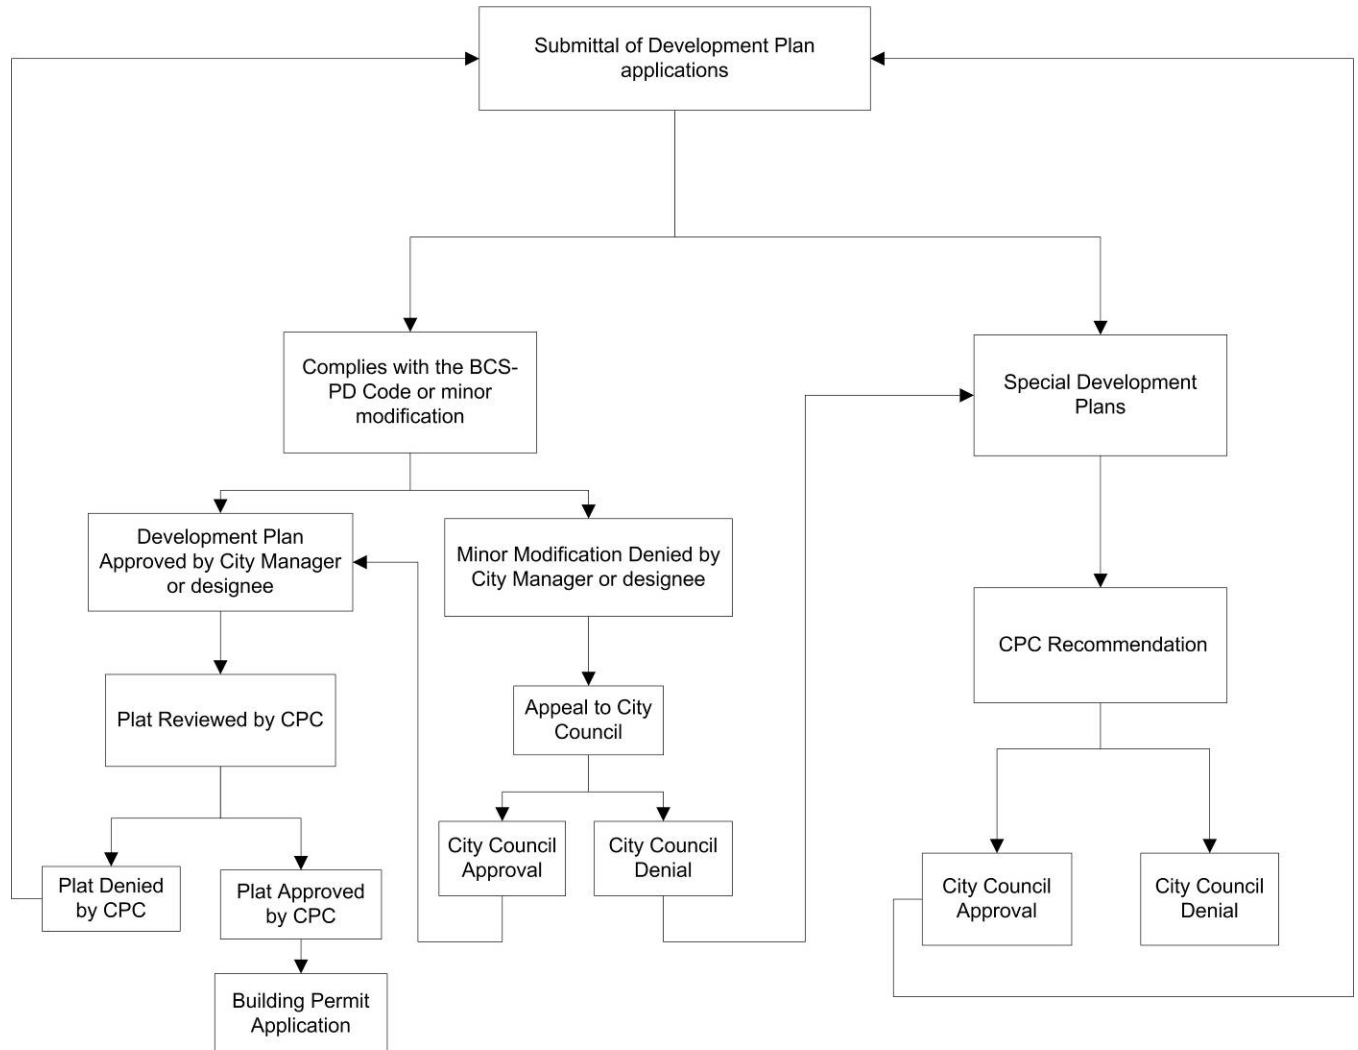 Submittal of Development Plan
applications
Complies with the BCS-
PD Code or minor
modification
Special Development
Plans
Development Plan
Approved by City Manager
or designee
Minor Modification Denied by
City Manager or designee
CPC Recommendation
Plat Reviewed by CPC
Appeal to City
Council
City Council
Approval
City Council
Denial
Plat Denied
by CPC
Plat Approved
by CPC
City Council
Approval
City Council
Denial
Building Permit
Application